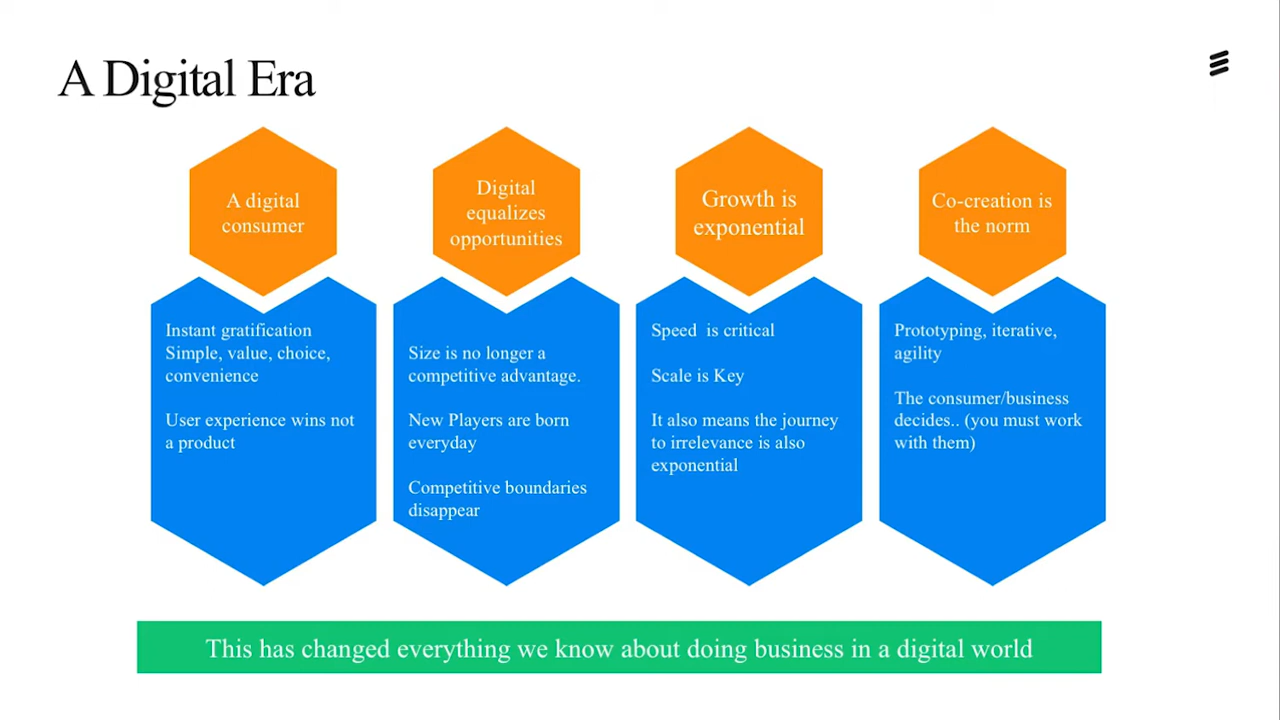 A Digital Era
A digital
consumer
Instant gratification
Simple, value, choice,
convenience
User experience wins not
a product
Digital
equalizes
opportunities
Size is no longer a
competitive advantage.
New Players are born
everyday
Competitive boundaries
disappear
Growth is
exponential
Speed  is critical
Scale is Key
It also means the journey
to irrelevance is also
exponential
Co-creation is
the norm
Prototyping, iterative,
agility
The consumer/business
decides.. (you must work
with them)
This has changed everything we know about doing business in a digital world